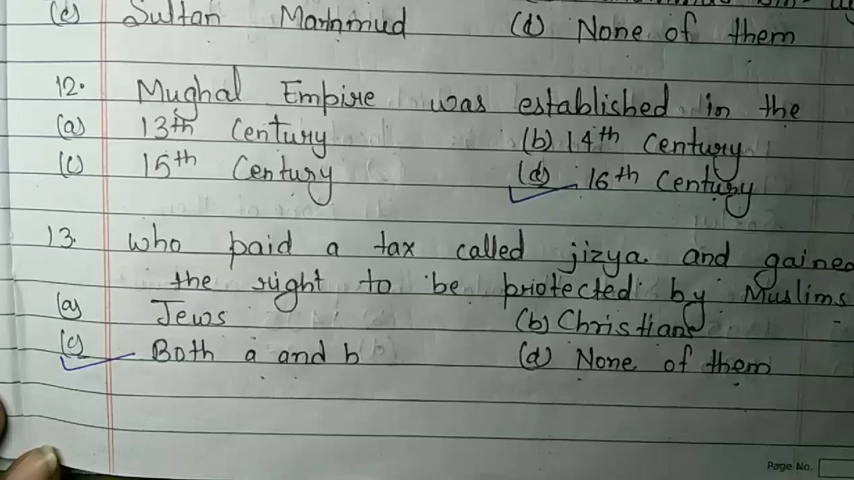 (c) Sultan Mahmud (d) None of them
12. Mughal Empire was established in the
(a) 13th Century (b) 14th Century
(c) 15th Century (d) 16th Century
13. who paid a tax called jizya and gained
the right to be protected by Muslims
(a) Jews (b) Christians
(c) Both a and b (d) None of them
Page No.